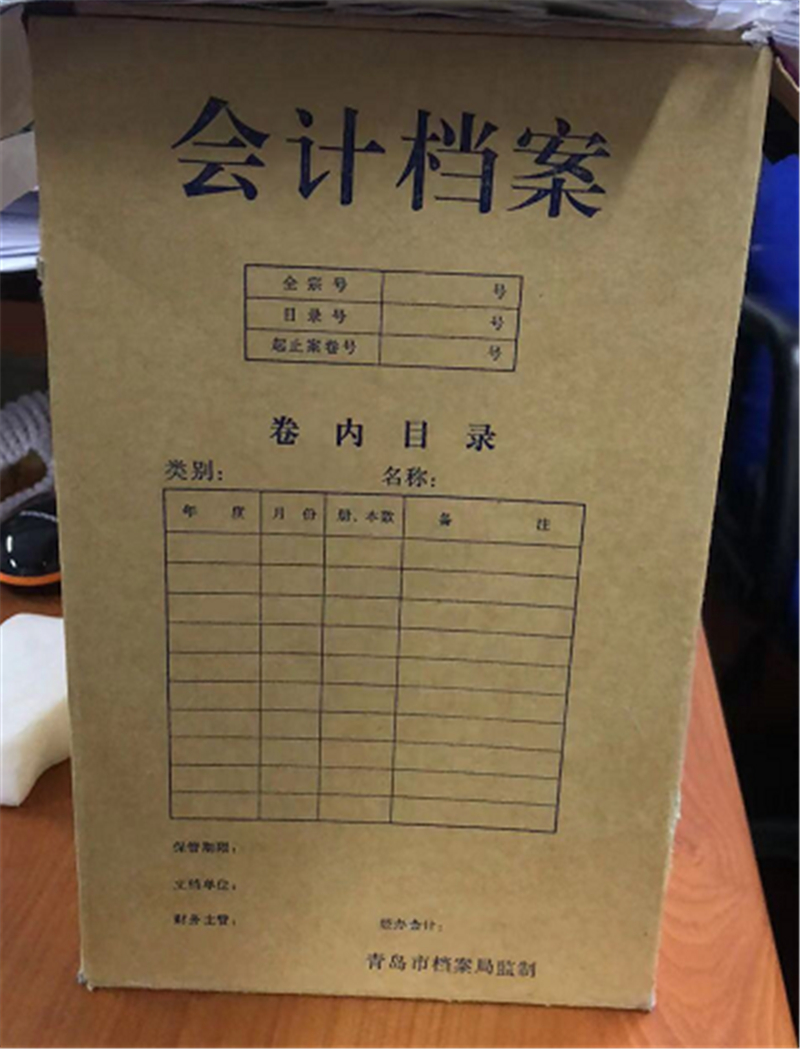 会计档案
全宗号 号
目录号 号
起止案卷号 号
卷内目录
类别: 名称:
年度 月份 册、本数 备注
保管期限:
立档单位:
财务主管: 经办会计:
青岛市档案局监制